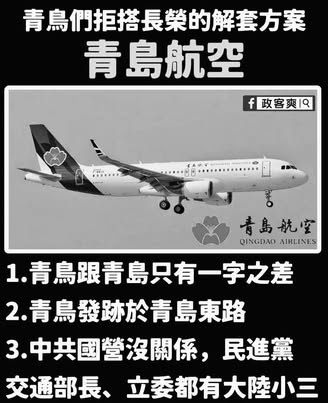 青鳥們拒搭長榮的解套方案
青島航空
政客爽
青島航空
QINGDAO AIRLINES
1.青鳥跟青島只有一字之差
2.青鳥發跡於青島東路
3.中共國營沒關係，民進黨
交通部長、立委都有大陸小三